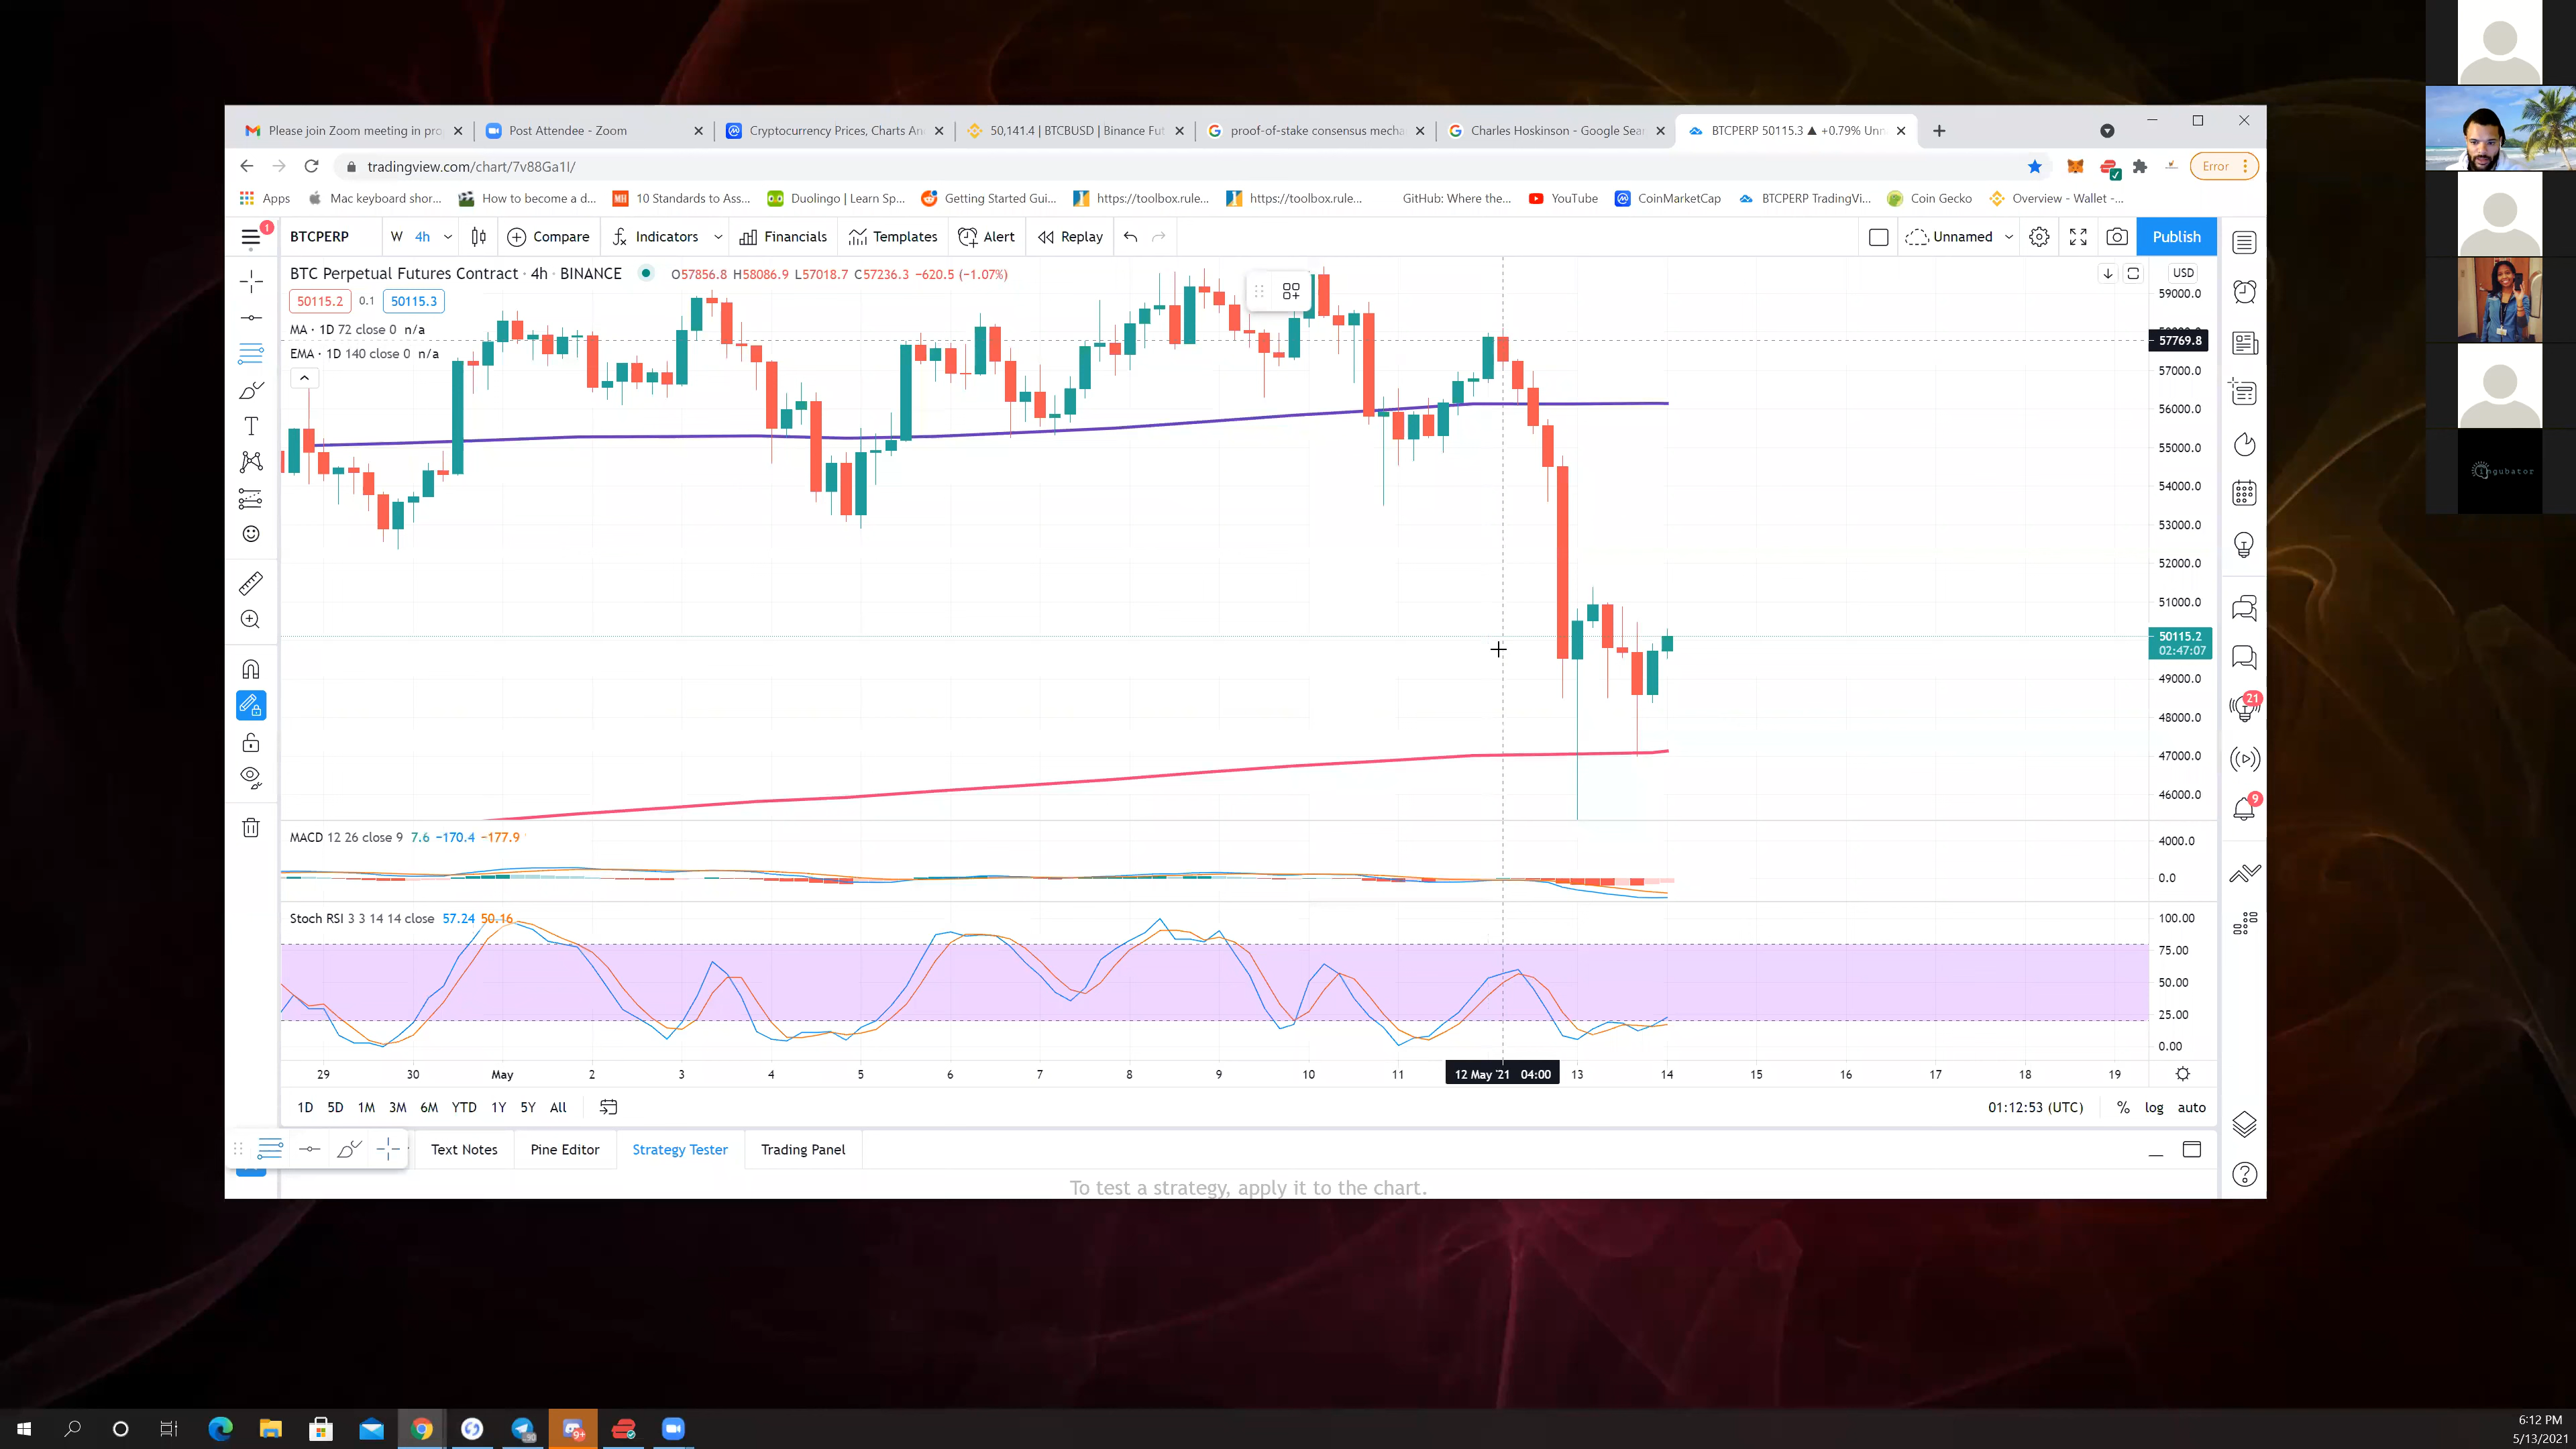 Please join Zoom meeting in pro
Post Attendee - Zoom
Cryptocurrency Prices, Charts An
50,141.4 | BTCBUSD | Binance Fut
proof-of-stake consensus mecha
Charles Hoskinson - Google Sear
BTCPERP 50115.3 ▲ +0.79% Unn
tradingview.com/chart/7v88Ga1l/
Error
Apps
Mac keyboard shor...
How to become a d...
10 Standards to Ass...
Duolingo | Learn Sp...
Getting Started Gui...
https://toolbox.rule...
https://toolbox.rule...
GitHub: Where the...
YouTube
CoinMarketCap
BTCPERP TradingVi...
Coin Gecko
Overview - Wallet -...
1
BTCPERP
W
4h
Compare
Indicators
Financials
Templates
Alert
Replay
Unnamed
Publish
BTC Perpetual Futures Contract · 4h · BINANCE
O57856.8 H58086.9 L57018.7 C57236.3 −620.5 (−1.07%)
50115.2
0.1
50115.3
MA · 1D 72 close 0 n/a
EMA · 1D 140 close 0 n/a
USD
59000.0
57769.8
57000.0
56000.0
55000.0
54000.0
53000.0
52000.0
51000.0
50115.2
02:47:07
49000.0
48000.0
47000.0
46000.0
MACD 12 26 close 9 7.6 −170.4 −177.9
4000.0
0.0
Stoch RSI 3 3 14 14 close 57.24 50.16
100.00
75.00
50.00
25.00
0.00
29
30
May
2
3
4
5
6
7
8
9
10
11
12 May '21 04:00
13
14
15
16
17
18
19
1D
5D
1M
3M
6M
YTD
1Y
5Y
All
01:12:53 (UTC)
%
log
auto
Text Notes
Pine Editor
Strategy Tester
Trading Panel
To test a strategy, apply it to the chart.
21
9
ingubator
9+
6:12 PM
5/13/2021